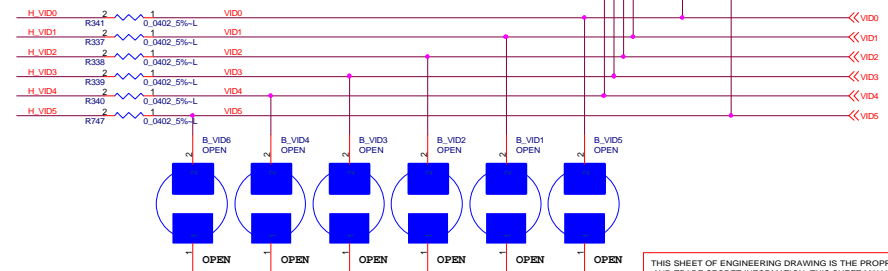 H_VID0 2 1 VID0 VID0
R341 0_0402_5%~L
H_VID1 2 1 VID1 VID1
R337 0_0402_5%~L
H_VID2 2 1 VID2 VID2
R338 0_0402_5%~L
H_VID3 2 1 VID3 VID3
R339 0_0402_5%~L
H_VID4 2 1 VID4 VID4
R340 0_0402_5%~L
H_VID5 2 1 VID5 VID5
R747 0_0402_5%~L
B_VID6 B_VID4 B_VID3 B_VID2 B_VID1 B_VID5
OPEN OPEN OPEN OPEN OPEN OPEN
2 2 2 2 2 2
1 1 1 1 1 1
OPEN OPEN OPEN OPEN OPEN OPEN
THIS SHEET OF ENGINEERING DRAWING IS THE